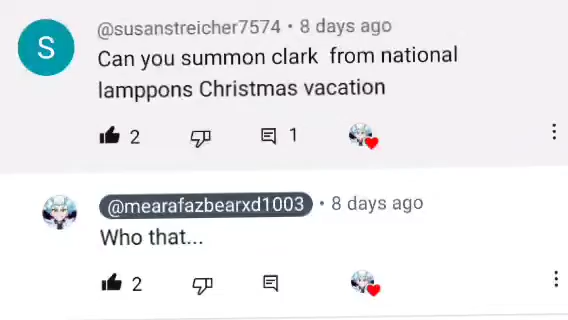 S
@susanstreicher7574 • 8 days ago
Can you summon clark from national
lamppons Christmas vacation
2
1
@mearafazbearxd1003 • 8 days ago
Who that...
2